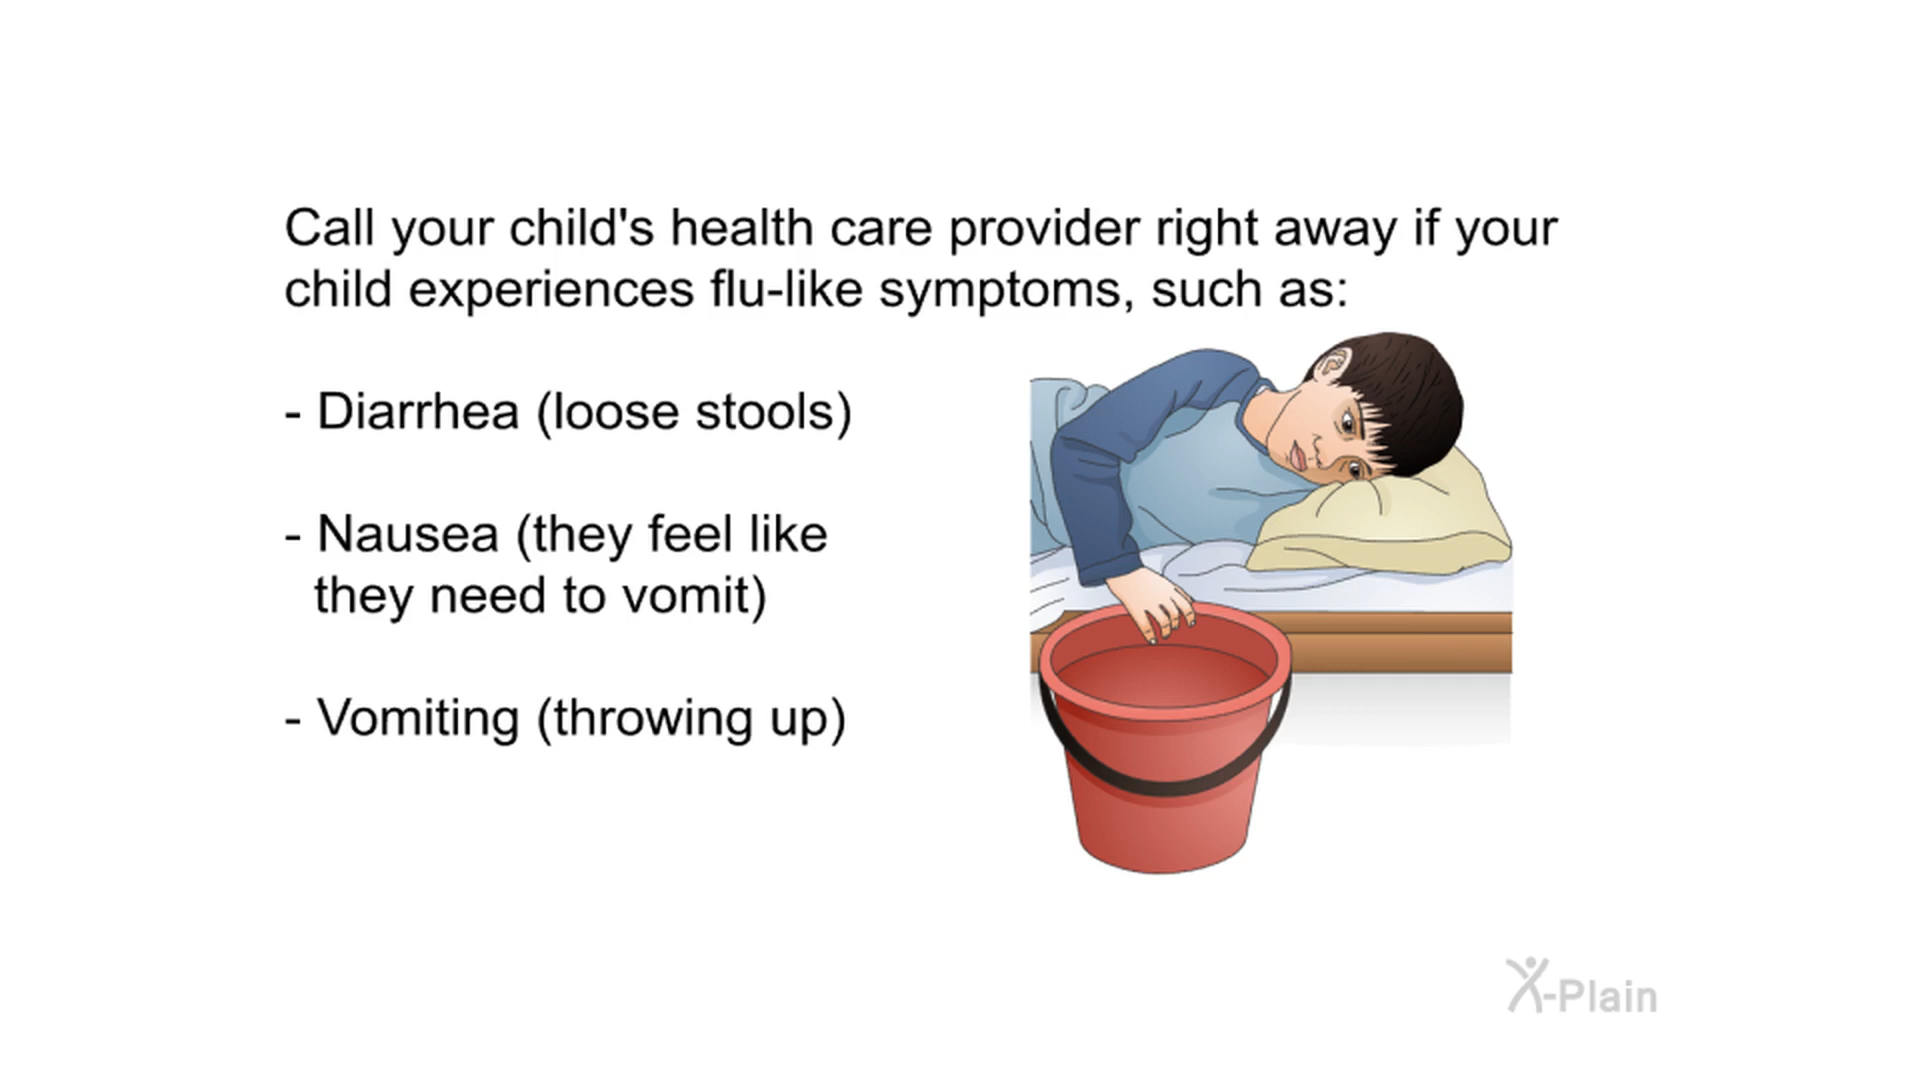 Call your child's health care provider right away if your
child experiences flu-like symptoms, such as:
- Diarrhea (loose stools)
- Nausea (they feel like
they need to vomit)
- Vomiting (throwing up)
X-Plain